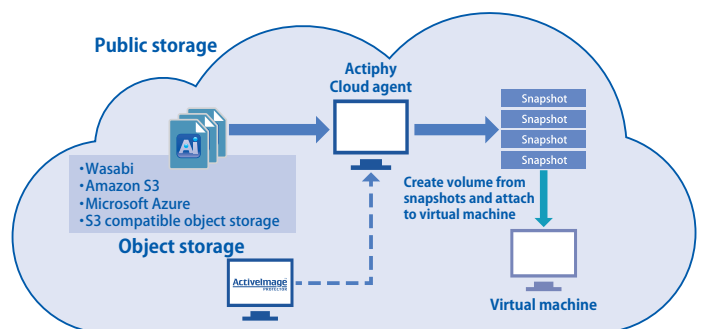 Public storage
Actiphy
Cloud agent
Snapshot
Snapshot
Snapshot
Snapshot
Ai
・Wasabi
・Amazon S3
・Microsoft Azure
・S3 compatible object storage
Object storage
Create volume from
snapshots and attach
to virtual machine
ActiveImage
PROTECTOR
Virtual machine